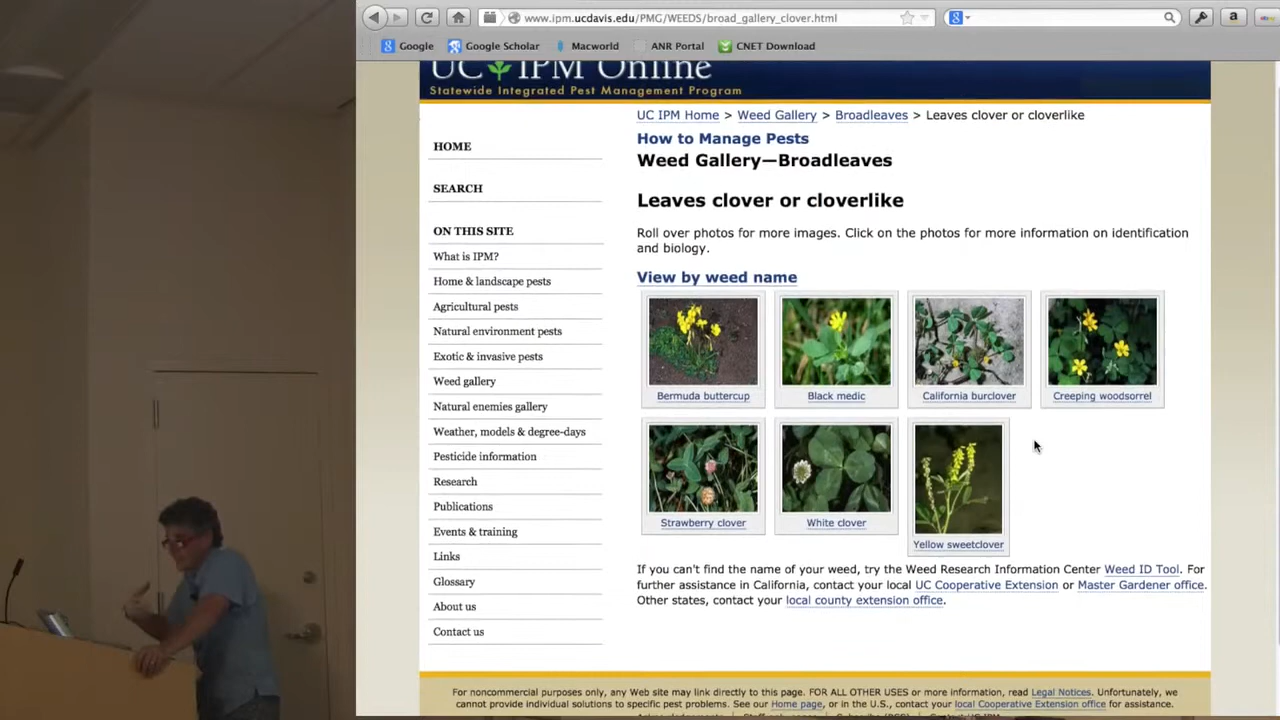 www.ipm.ucdavis.edu/PMG/WEEDS/broad_gallery_clover.html
Google
Google Scholar
Macworld
ANR Portal
CNET Download
UC IPM Online
Statewide Integrated Pest Management Program
UC IPM Home > Weed Gallery > Broadleaves > Leaves clover or cloverlike
How to Manage Pests
Weed Gallery—Broadleaves
Leaves clover or cloverlike
Roll over photos for more images. Click on the photos for more information on identification
and biology.
View by weed name
Bermuda buttercup
Black medic
California burclover
Creeping woodsorrel
Strawberry clover
White clover
Yellow sweetclover
If you can't find the name of your weed, try the Weed Research Information Center Weed ID Tool. For
further assistance in California, contact your local UC Cooperative Extension or Master Gardener office.
Other states, contact your local county extension office.
HOME
SEARCH
ON THIS SITE
What is IPM?
Home & landscape pests
Agricultural pests
Natural environment pests
Exotic & invasive pests
Weed gallery
Natural enemies gallery
Weather, models & degree-days
Pesticide information
Research
Publications
Events & training
Links
Glossary
About us
Contact us
For noncommercial purposes only, any Web site may link directly to this page. FOR ALL OTHER USES or more information, read Legal Notices. Unfortunately, we
cannot provide individual solutions to specific pest problems. See our Home page, or in the U.S., contact your local Cooperative Extension office for assistance.